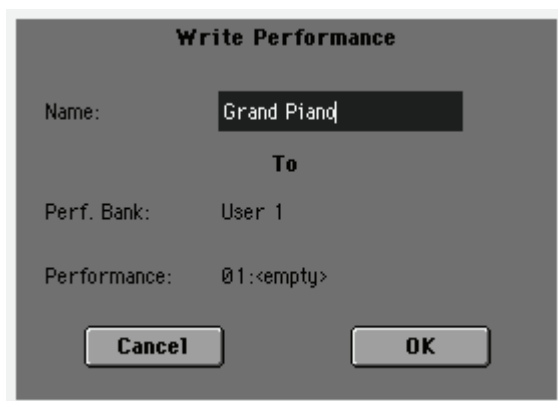 Write Performance
Name: Grand Piano
To
Perf. Bank: User 1
Performance: 01:<empty>
Cancel OK